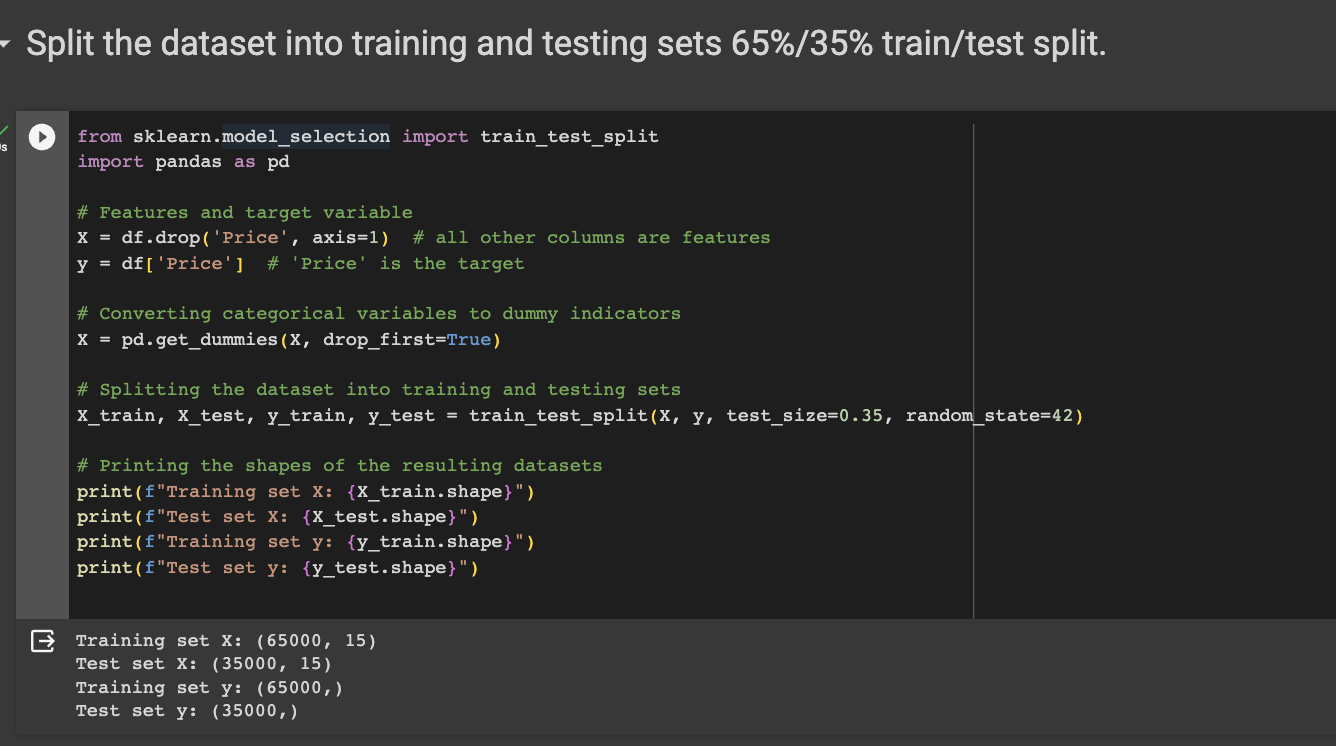 Split the dataset into training and testing sets 65%/35% train/test split.
from sklearn.model_selection import train_test_split
import pandas as pd
# Features and target variable
X = df.drop('Price', axis=1)  # all other columns are features
y = df['Price']  # 'Price' is the target
# Converting categorical variables to dummy indicators
X = pd.get_dummies(X, drop_first=True)
# Splitting the dataset into training and testing sets
X_train, X_test, y_train, y_test = train_test_split(X, y, test_size=0.35, random_state=42)
# Printing the shapes of the resulting datasets
print(f"Training set X: {X_train.shape}")
print(f"Test set X: {X_test.shape}")
print(f"Training set y: {y_train.shape}")
print(f"Test set y: {y_test.shape}")
Training set X: (65000, 15)
Test set X: (35000, 15)
Training set y: (65000,)
Test set y: (35000,)